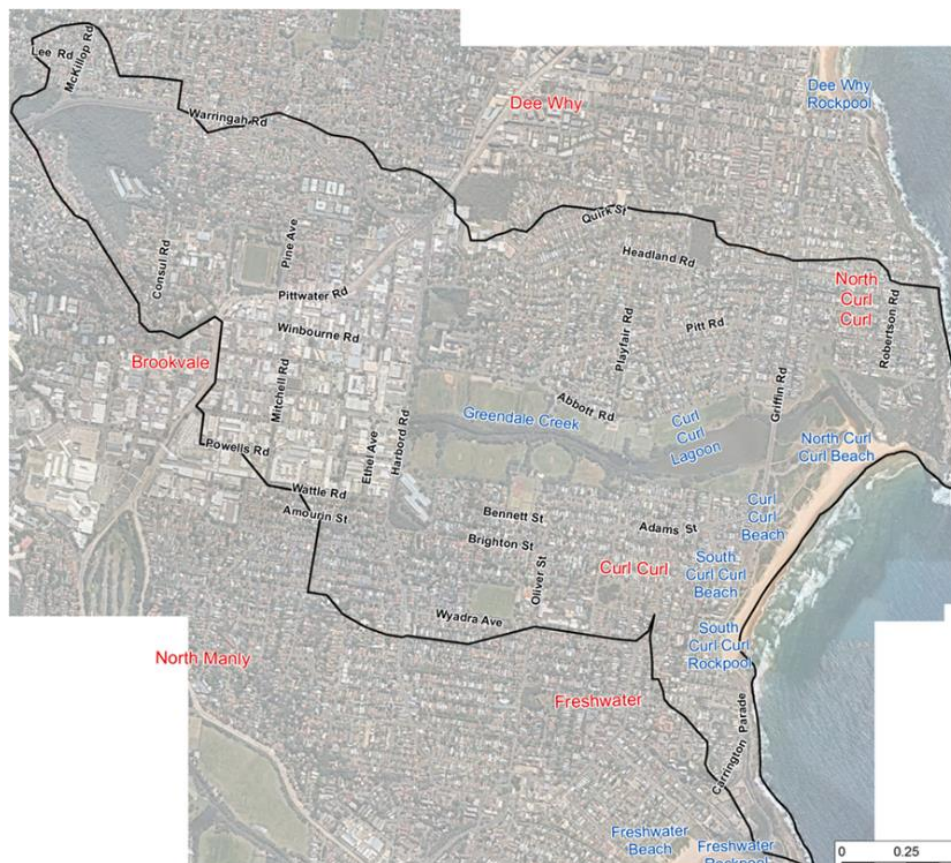 Lee Rd
McKillop Rd
Warringah Rd
Dee Why
Dee Why
Rockpool
Quirk St
Headland Rd
Consul Rd
Pine Ave
Pittwater Rd
Winbourne Rd
Playfair Rd
Pitt Rd
North
Curl
Curl
Robertson Rd
Brookvale
Mitchell Rd
Abbott Rd
Griffin Rd
Greendale Creek
Curl
Curl
Lagoon
Harbord Rd
Ethel Ave
North Curl
Curl Beach
Powells Rd
Wattle Rd
Amourin St
Bennett St
Adams St
Curl
Curl
Beach
Brighton St
Oliver St
Curl Curl
South
Curl Curl
Beach
Wyadra Ave
South
Curl Curl
Rockpool
North Manly
Freshwater
Carrington Parade
Freshwater
Beach
Freshwater
Rockpool
0 0.25